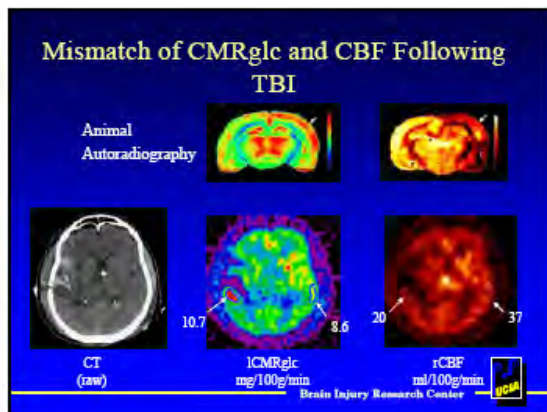 Mismatch of CMRglc and CBF Following
TBI
Animal
Autoradiography
10.7
8.6
20
37
CT
(raw)
lCMRglc
mg/100g/min
rCBF
ml/100g/min
Brain Injury Research Center
UCLA